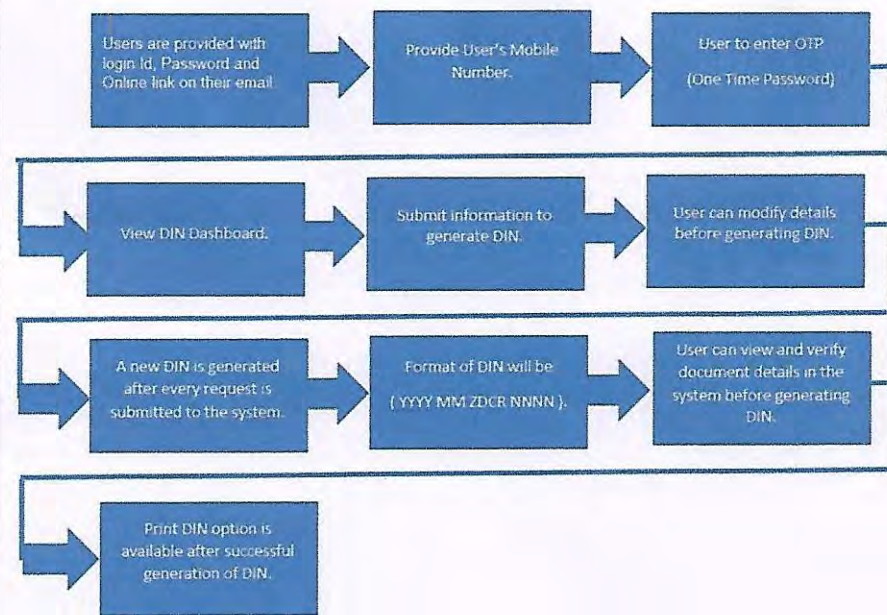 Users are provided with
login Id, Password and
Online link on their email
Provide User's Mobile
Number.
User to enter OTP
(One Time Password)
View DIN Dashboard.
Submit information to
generate DIN.
User can modify details
before generating DIN.
A new DIN is generated
after every request is
submitted to the system.
Format of DIN will be
( YYYY MM ZDCR NNNN ).
User can view and verify
document details in the
system before generating
DIN.
Print DIN option is
available after successful
generation of DIN.